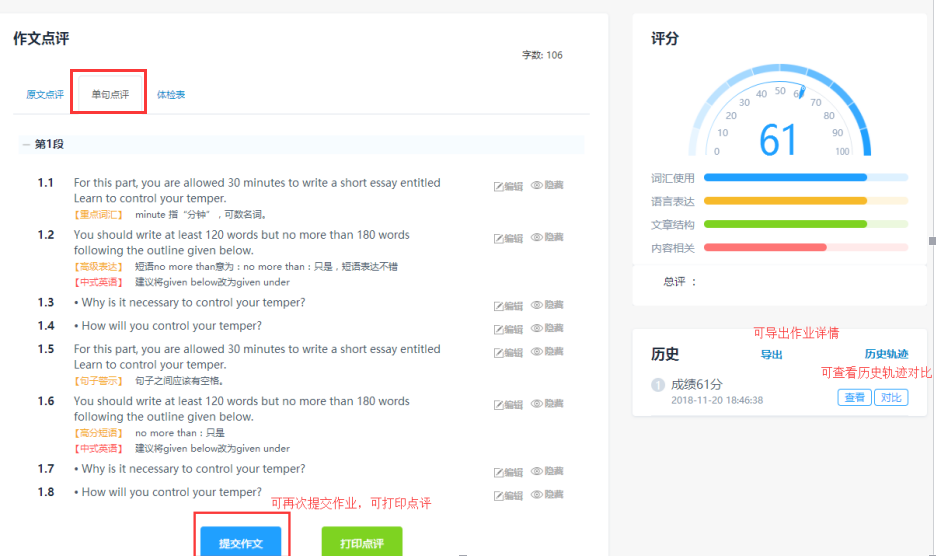 作文点评
字数: 106
原文点评 单句点评 体检表
第1段
1.1 For this part, you are allowed 30 minutes to write a short essay entitled
Learn to control your temper.
编辑 隐藏
【重点词汇】 minute 指“分钟”，可数名词。
1.2 You should write at least 120 words but no more than 180 words
following the outline given below.
编辑 隐藏
【高级表达】 短语no more than意为：no more than：只是，短语表达不错
【中式英语】 建议将given below改为given under
1.3 • Why is it necessary to control your temper?
编辑 隐藏
1.4 • How will you control your temper?
编辑 隐藏
1.5 For this part, you are allowed 30 minutes to write a short essay entitled
Learn to control your temper.
编辑 隐藏
【句子警示】 句子之间应该有空格。
1.6 You should write at least 120 words but no more than 180 words
following the outline given below.
编辑 隐藏
【高分短语】 no more than：只是
【中式英语】 建议将given below改为given under
1.7 • Why is it necessary to control your temper?
编辑 隐藏
1.8 • How will you control your temper?
编辑 隐藏
可再次提交作业，可打印点评
提交作文 打印点评
评分
0 10 20 30 40 50 60 70 80 90 100
61
词汇使用
语言表达
文章结构
内容相关
总评 ：
可导出作业详情
历史 导出 历史轨迹
可查看历史轨迹对比
1 成绩61分
2018-11-20 18:46:38 查看 对比